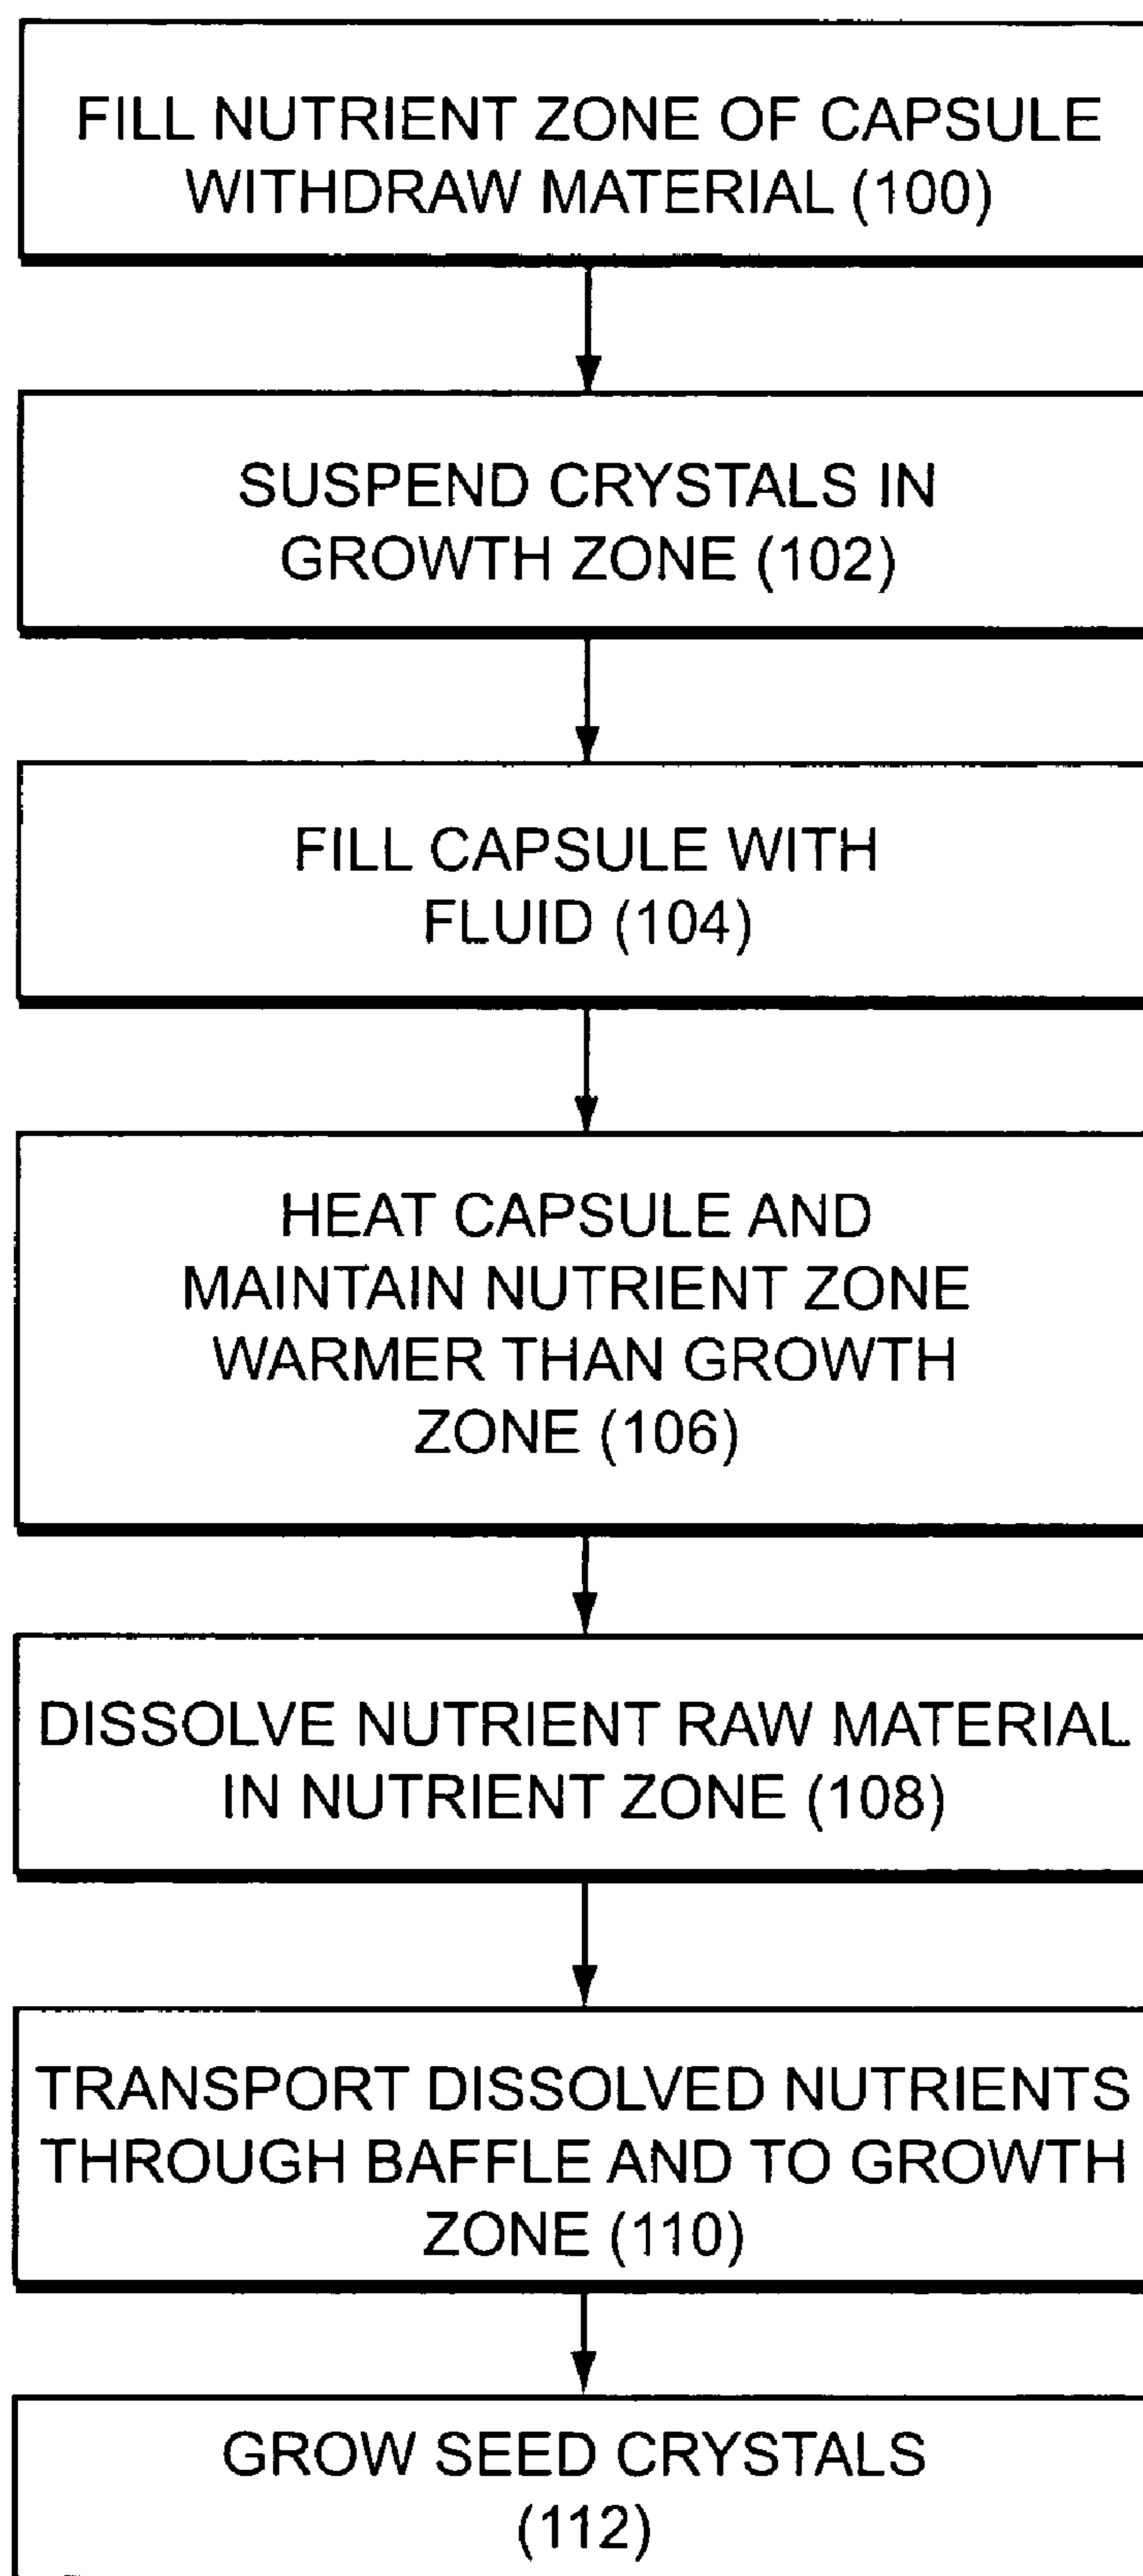 FILL NUTRIENT ZONE OF CAPSULE
WITHDRAW MATERIAL (100)
SUSPEND CRYSTALS IN
GROWTH ZONE (102)
FILL CAPSULE WITH
FLUID (104)
HEAT CAPSULE AND
MAINTAIN NUTRIENT ZONE
WARMER THAN GROWTH
ZONE (106)
DISSOLVE NUTRIENT RAW MATERIAL
IN NUTRIENT ZONE (108)
TRANSPORT DISSOLVED NUTRIENTS
THROUGH BAFFLE AND TO GROWTH
ZONE (110)
GROW SEED CRYSTALS
(112)